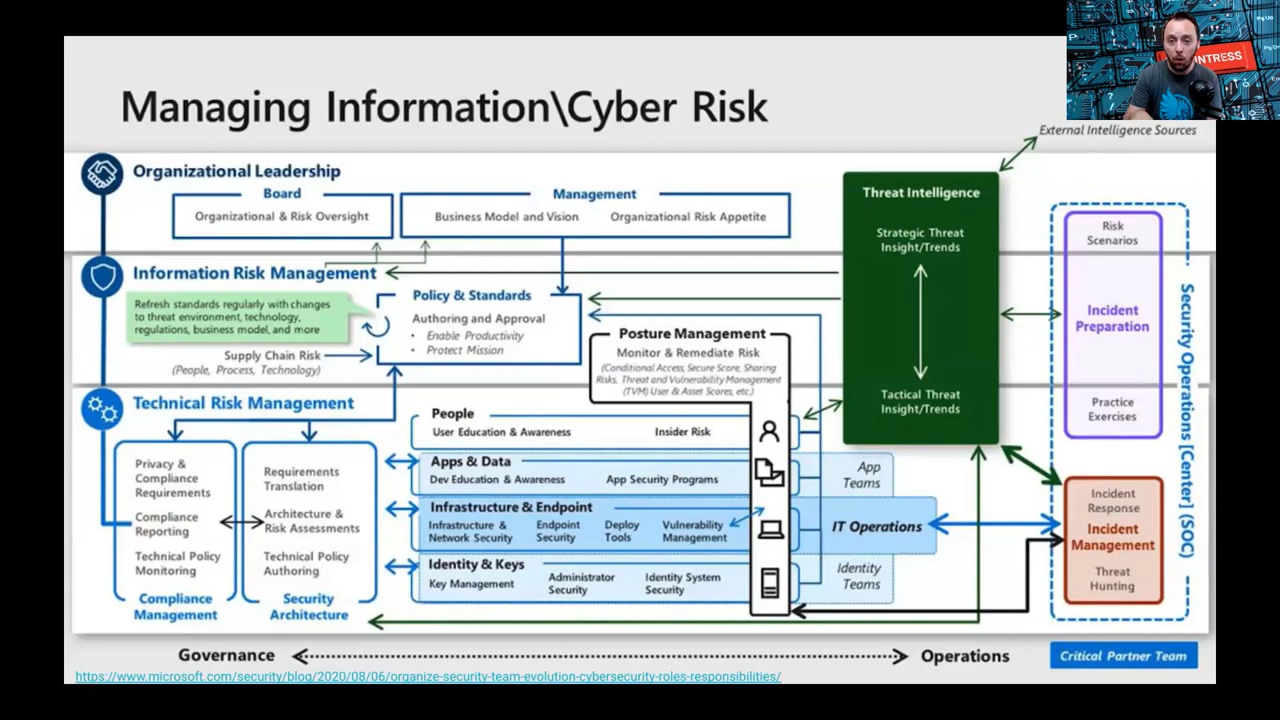 Managing Information\Cyber Risk
External Intelligence Sources
Organizational Leadership
Board
Organizational & Risk Oversight
Management
Business Model and Vision
Organizational Risk Appetite
Information Risk Management
Refresh standards regularly with changes
to threat environment, technology,
regulations, business model, and more
Supply Chain Risk
(People, Process, Technology)
Policy & Standards
Authoring and Approval
• Enable Productivity
• Protect Mission
Posture Management
Monitor & Remediate Risk
(Conditional Access, Secure Score, Sharing
Risks, Threat and Vulnerability Management
(TVM) User & Asset Scores, etc.)
Threat Intelligence
Strategic Threat
Insight/Trends
Tactical Threat
Insight/Trends
Risk
Scenarios
Incident
Preparation
Practice
Exercises
Security Operations [Center] (SOC)
Technical Risk Management
Privacy &
Compliance
Requirements
Compliance
Reporting
Technical Policy
Monitoring
Compliance
Management
Requirements
Translation
Architecture &
Risk Assessments
Technical Policy
Authoring
Security
Architecture
People
User Education & Awareness
Insider Risk
Apps & Data
Dev Education & Awareness
App Security Programs
App
Teams
Infrastructure & Endpoint
Infrastructure &
Network Security
Endpoint
Security
Deploy
Tools
Vulnerability
Management
IT Operations
Identity & Keys
Key Management
Administrator
Security
Identity System
Security
Identity
Teams
Incident
Response
Incident
Management
Threat
Hunting
Governance
Operations
Critical Partner Team
https://www.microsoft.com/security/blog/2020/08/06/organize-security-team-evolution-cybersecurity-roles-responsibilities/